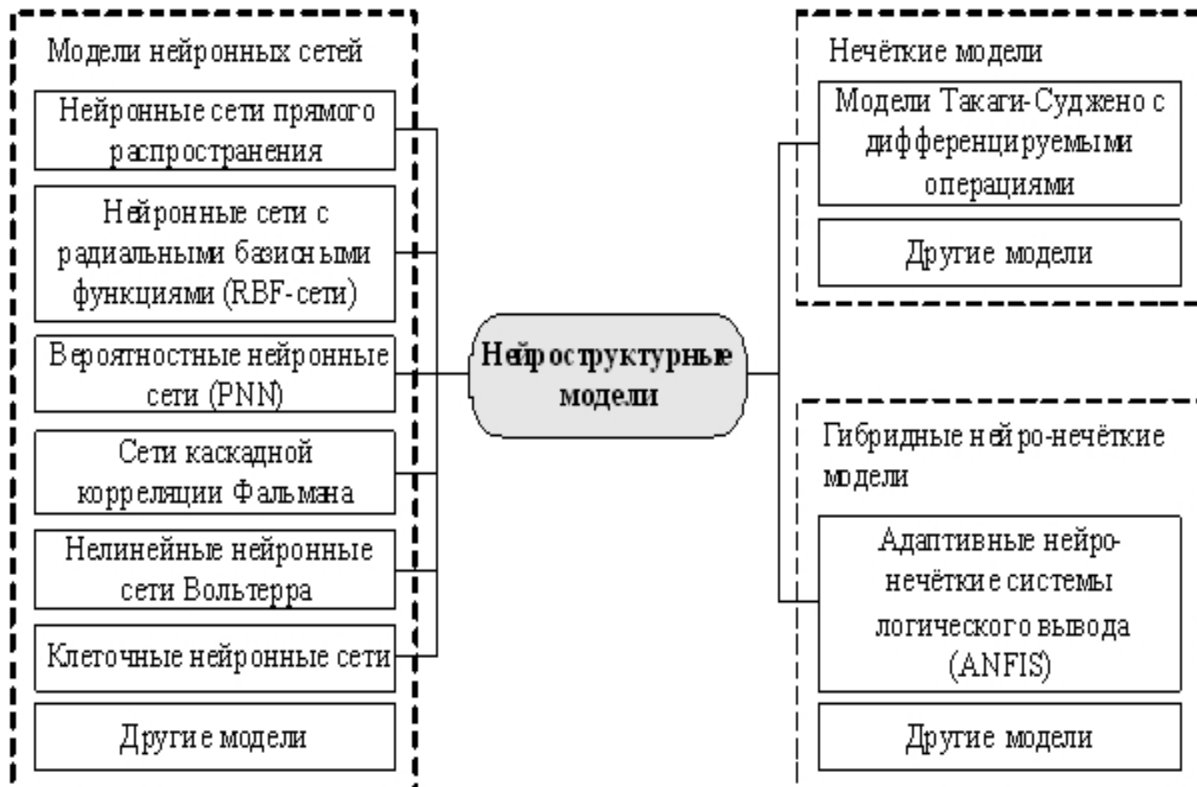 Модели нейронных сетей
Нейронные сети прямого
распространения
Нейронные сети с
радиальными базисными
функциями (RBF-сети)
Вероятностные нейронные
сети (PNN)
Сети каскадной
корреляции Фальмана
Нелинейные нейронные
сети Вольтерра
Клеточные нейронные сети
Другие модели
Нейроструктурные
модели
Нечёткие модели
Модели Такаги-Суджено с
дифференцируемыми
операциями
Другие модели
Гибридные нейро-нечёткие
модели
Адаптивные нейро-
нечёткие системы
логического вывода
(ANFIS)
Другие модели